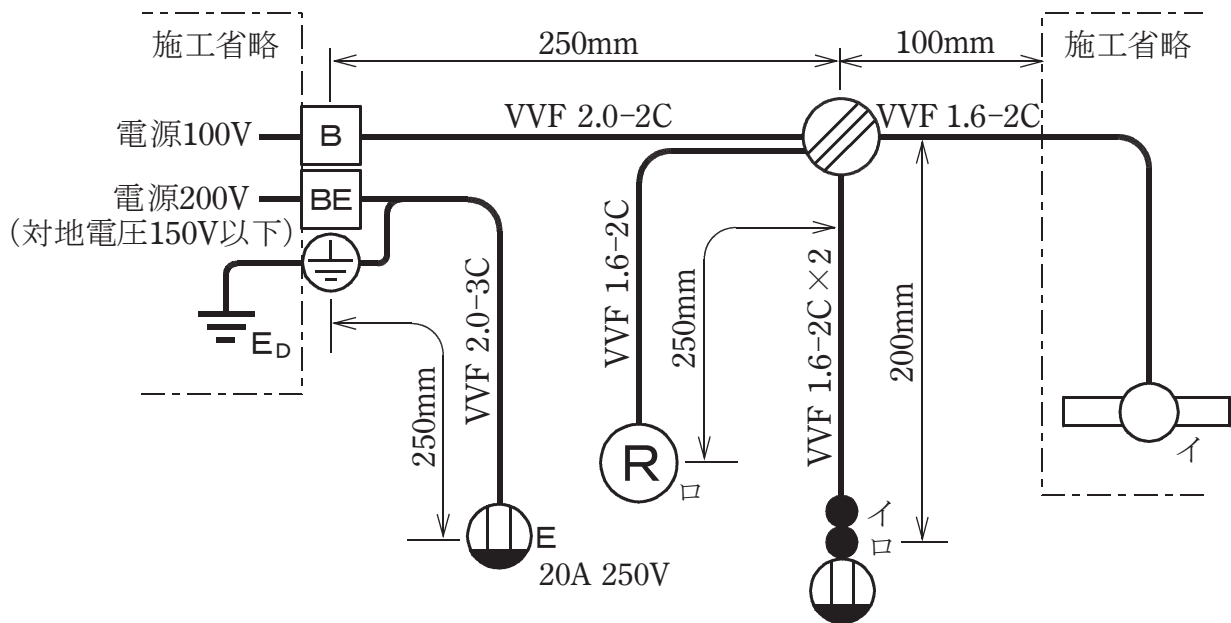 施工省略
250mm
100mm
施工省略
電源100V
B
VVF 2.0-2C
VVF 1.6-2C
電源200V
BE
(対地電圧150V以下)
ED
250mm
VVF 2.0-3C
VVF 1.6-2C
250mm
VVF 1.6-2C×2
200mm
R
ロ
イ
イ
ロ
E
20A 250V